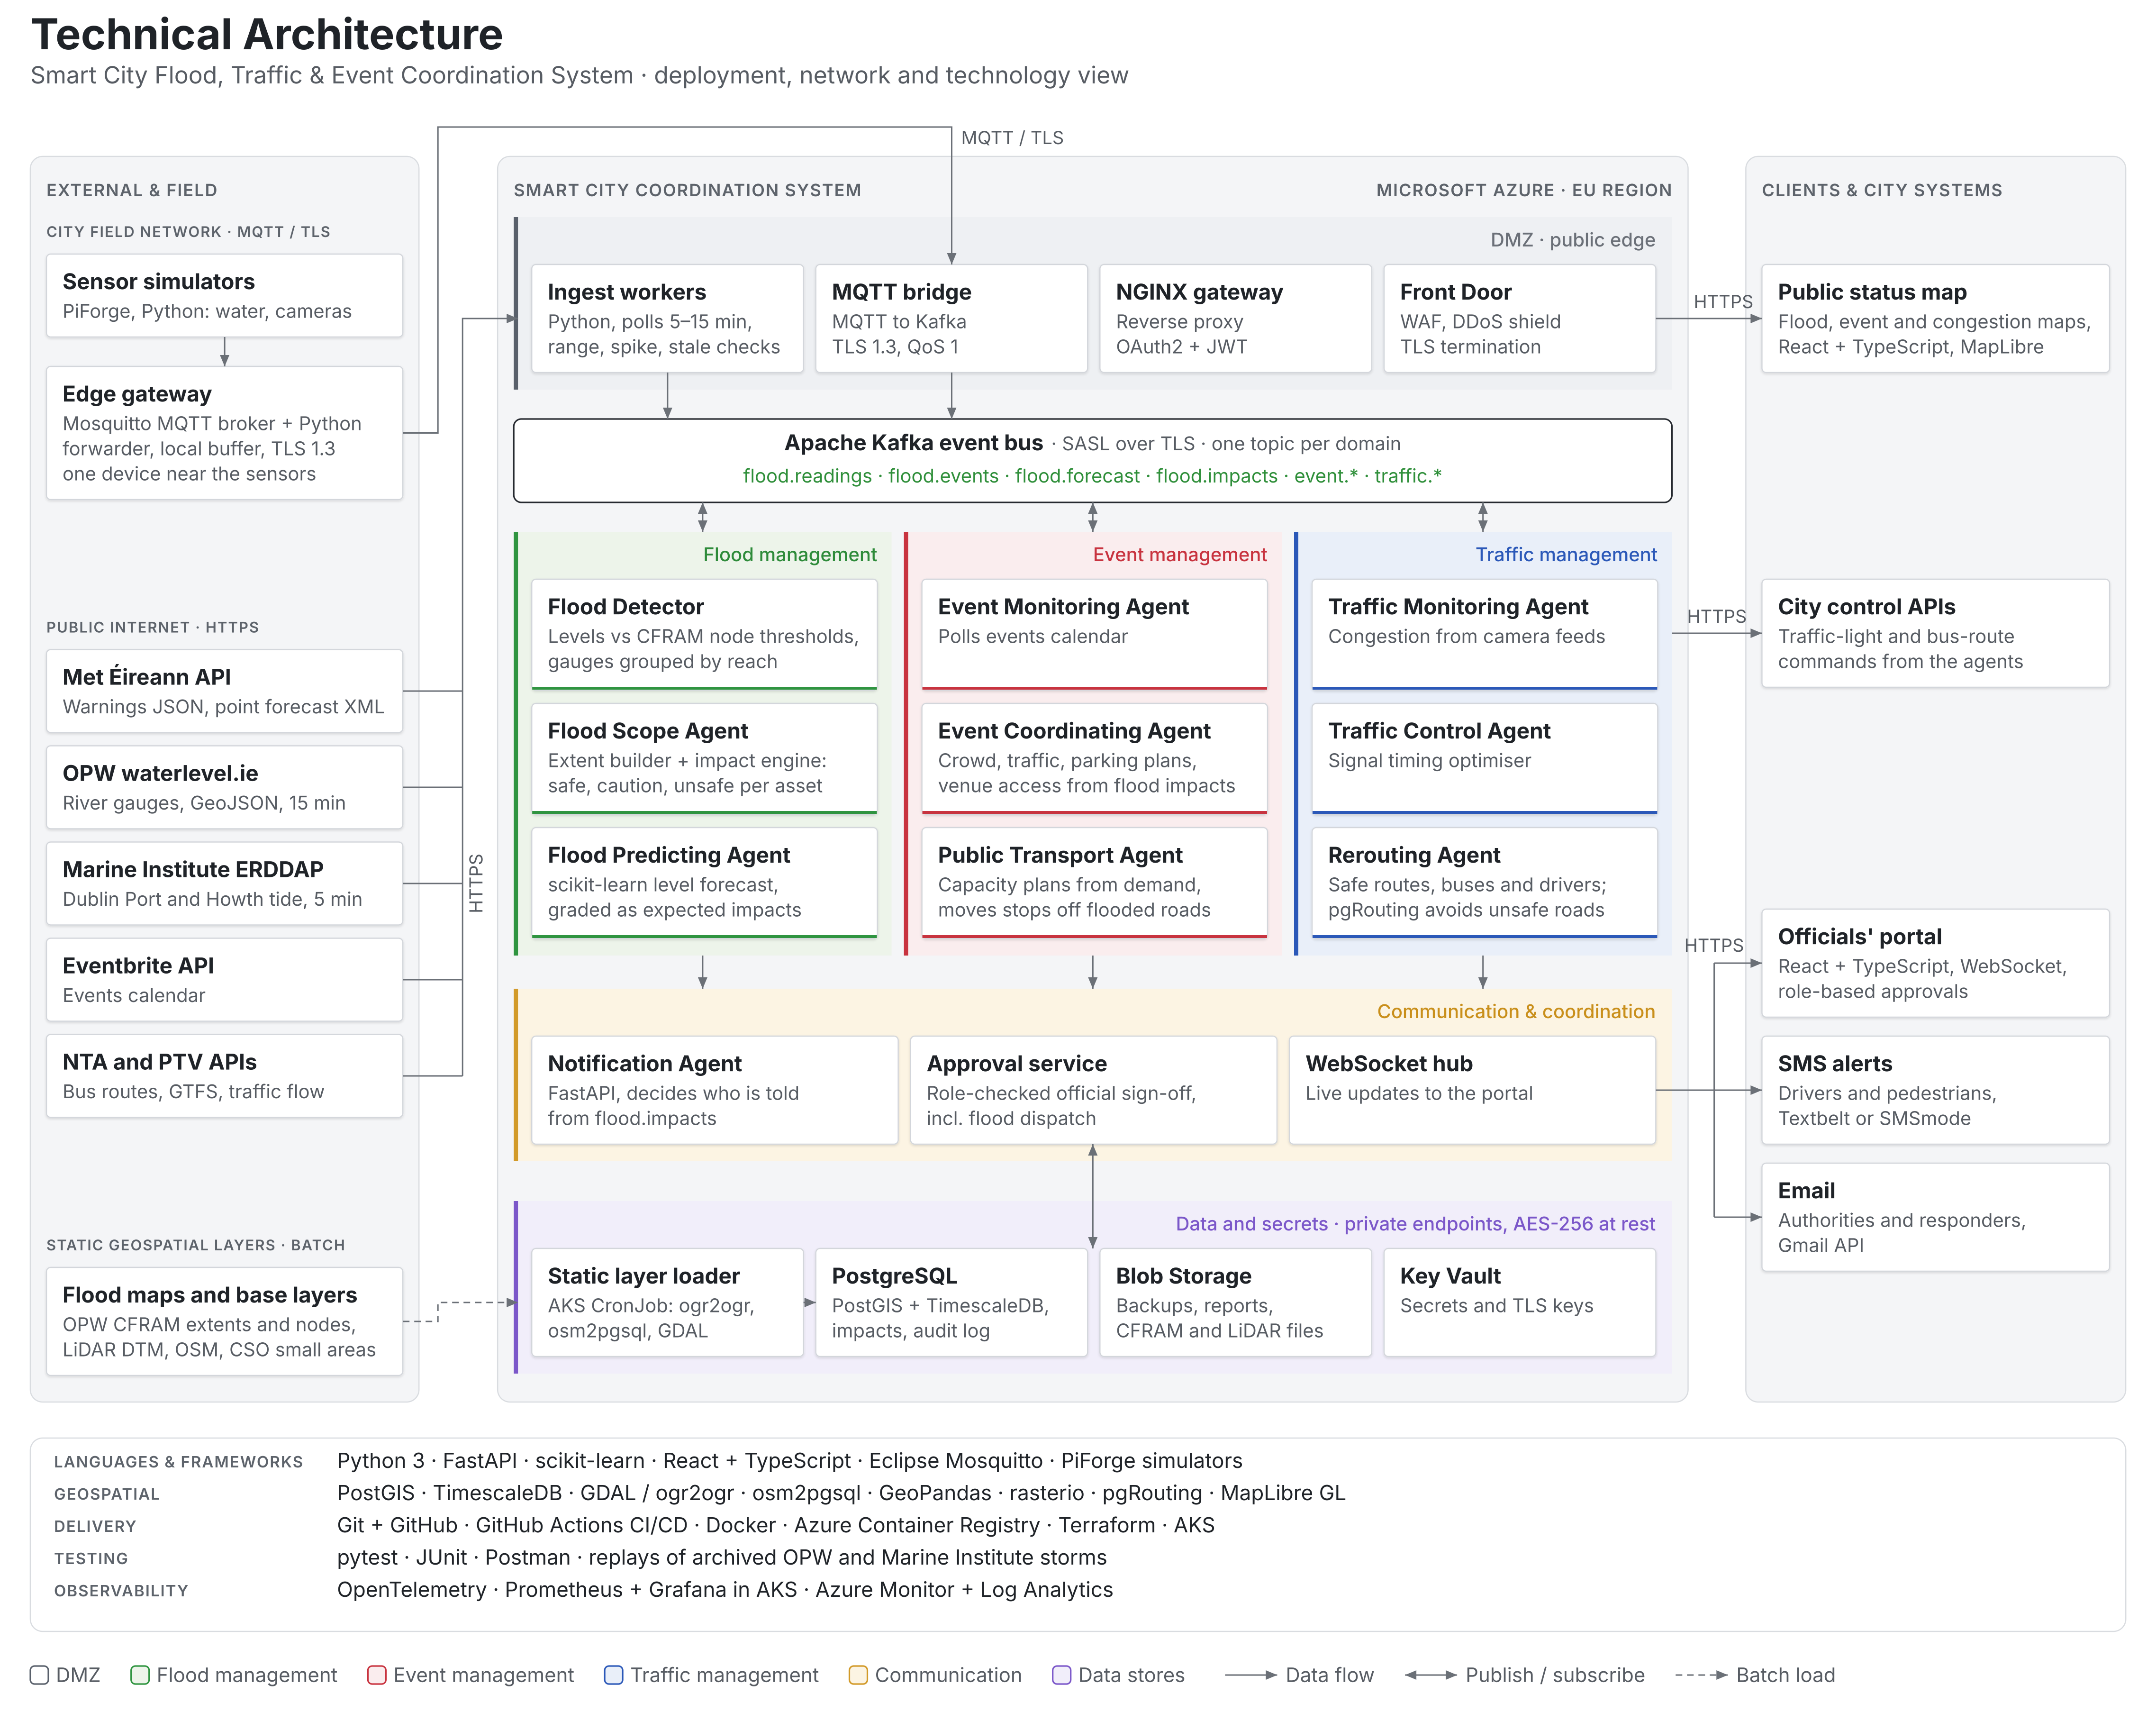 Technical Architecture
Smart City Flood, Traffic & Event Coordination System · deployment, network and technology view
MQTT / TLS
EXTERNAL & FIELD
CITY FIELD NETWORK · MQTT / TLS
Sensor simulators
PiForge, Python: water, cameras
Edge gateway
Mosquitto MQTT broker + Python
forwarder, local buffer, TLS 1.3
one device near the sensors
PUBLIC INTERNET · HTTPS
Met Éireann API
Warnings JSON, point forecast XML
OPW waterlevel.ie
River gauges, GeoJSON, 15 min
Marine Institute ERDDAP
Dublin Port and Howth tide, 5 min
Eventbrite API
Events calendar
NTA and PTV APIs
Bus routes, GTFS, traffic flow
STATIC GEOSPATIAL LAYERS · BATCH
Flood maps and base layers
OPW CFRAM extents and nodes,
LiDAR DTM, OSM, CSO small areas
HTTPS
SMART CITY COORDINATION SYSTEM
MICROSOFT AZURE · EU REGION
DMZ · public edge
Ingest workers
Python, polls 5–15 min,
range, spike, stale checks
MQTT bridge
MQTT to Kafka
TLS 1.3, QoS 1
NGINX gateway
Reverse proxy
OAuth2 + JWT
Front Door
WAF, DDoS shield
TLS termination
Apache Kafka event bus · SASL over TLS · one topic per domain
flood.readings · flood.events · flood.forecast · flood.impacts · event.* · traffic.*
Flood management
Flood Detector
Levels vs CFRAM node thresholds,
gauges grouped by reach
Flood Scope Agent
Extent builder + impact engine:
safe, caution, unsafe per asset
Flood Predicting Agent
scikit-learn level forecast,
graded as expected impacts
Event management
Event Monitoring Agent
Polls events calendar
Event Coordinating Agent
Crowd, traffic, parking plans,
venue access from flood impacts
Public Transport Agent
Capacity plans from demand,
moves stops off flooded roads
Traffic management
Traffic Monitoring Agent
Congestion from camera feeds
Traffic Control Agent
Signal timing optimiser
Rerouting Agent
Safe routes, buses and drivers;
pgRouting avoids unsafe roads
Communication & coordination
Notification Agent
FastAPI, decides who is told
from flood.impacts
Approval service
Role-checked official sign-off,
incl. flood dispatch
WebSocket hub
Live updates to the portal
Data and secrets · private endpoints, AES-256 at rest
Static layer loader
AKS CronJob: ogr2ogr,
osm2pgsql, GDAL
PostgreSQL
PostGIS + TimescaleDB,
impacts, audit log
Blob Storage
Backups, reports,
CFRAM and LiDAR files
Key Vault
Secrets and TLS keys
HTTPS
HTTPS
HTTPS
CLIENTS & CITY SYSTEMS
Public status map
Flood, event and congestion maps,
React + TypeScript, MapLibre
City control APIs
Traffic-light and bus-route
commands from the agents
Officials' portal
React + TypeScript, WebSocket,
role-based approvals
SMS alerts
Drivers and pedestrians,
Textbelt or SMSmode
Email
Authorities and responders,
Gmail API
LANGUAGES & FRAMEWORKS Python 3 · FastAPI · scikit-learn · React + TypeScript · Eclipse Mosquitto · PiForge simulators
GEOSPATIAL PostGIS · TimescaleDB · GDAL / ogr2ogr · osm2pgsql · GeoPandas · rasterio · pgRouting · MapLibre GL
DELIVERY Git + GitHub · GitHub Actions CI/CD · Docker · Azure Container Registry · Terraform · AKS
TESTING pytest · JUnit · Postman · replays of archived OPW and Marine Institute storms
OBSERVABILITY OpenTelemetry · Prometheus + Grafana in AKS · Azure Monitor + Log Analytics
DMZ Flood management Event management Traffic management Communication Data stores Data flow Publish / subscribe Batch load